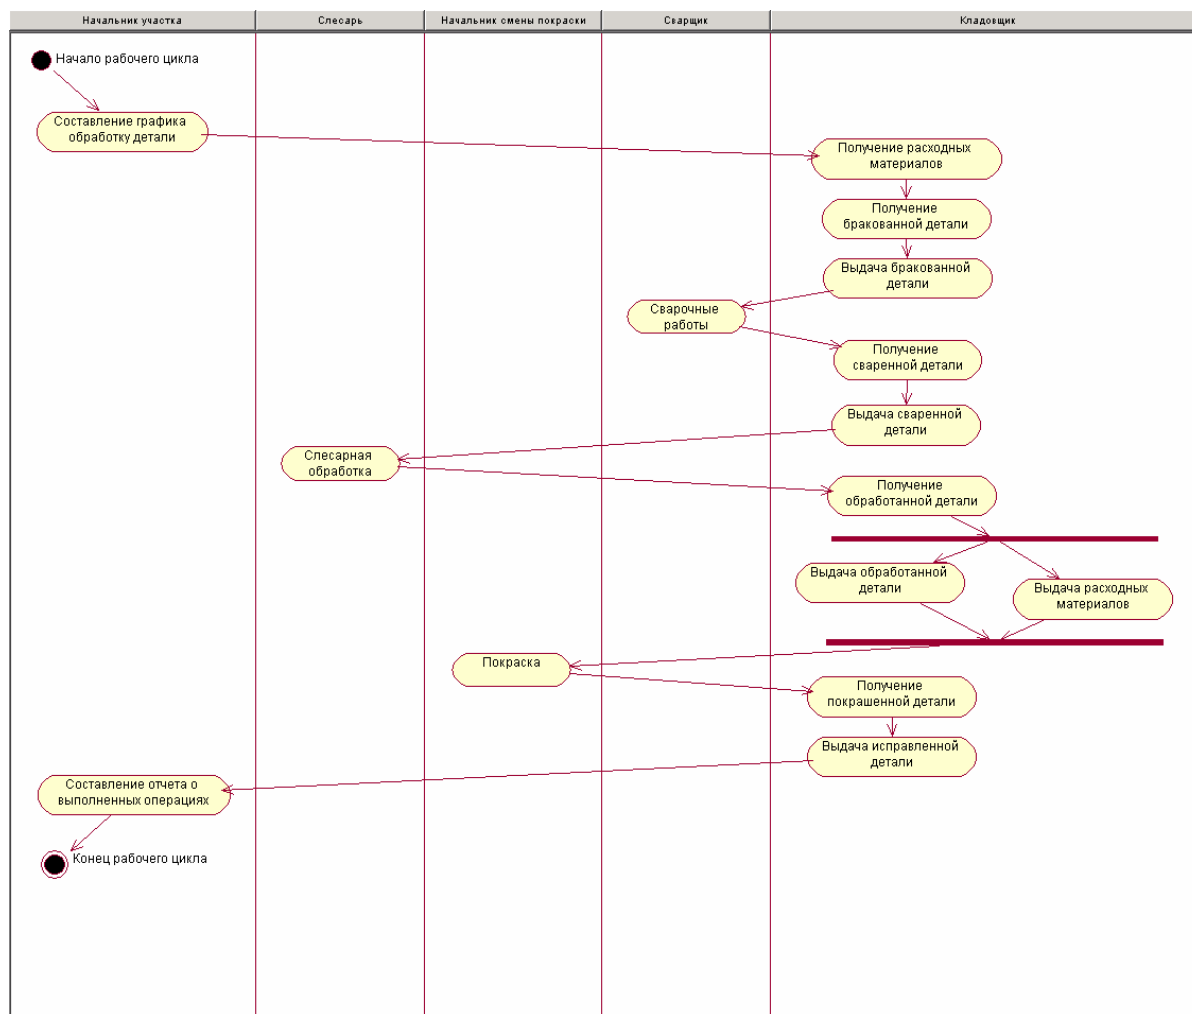 Начальник участка
Слесарь
Начальник смены покраски
Сварщик
Кладовщик
Начало рабочего цикла
Составление графика
обработку детали
Получение расходных
материалов
Получение
бракованной детали
Выдача бракованной
детали
Сварочные
работы
Получение
сваренной детали
Выдача сваренной
детали
Слесарная
обработка
Получение
обработанной детали
Выдача обработанной
детали
Выдача расходных
материалов
Покраска
Получение
покрашенной детали
Выдача исправленной
детали
Составление отчета о
выполненных операциях
Конец рабочего цикла